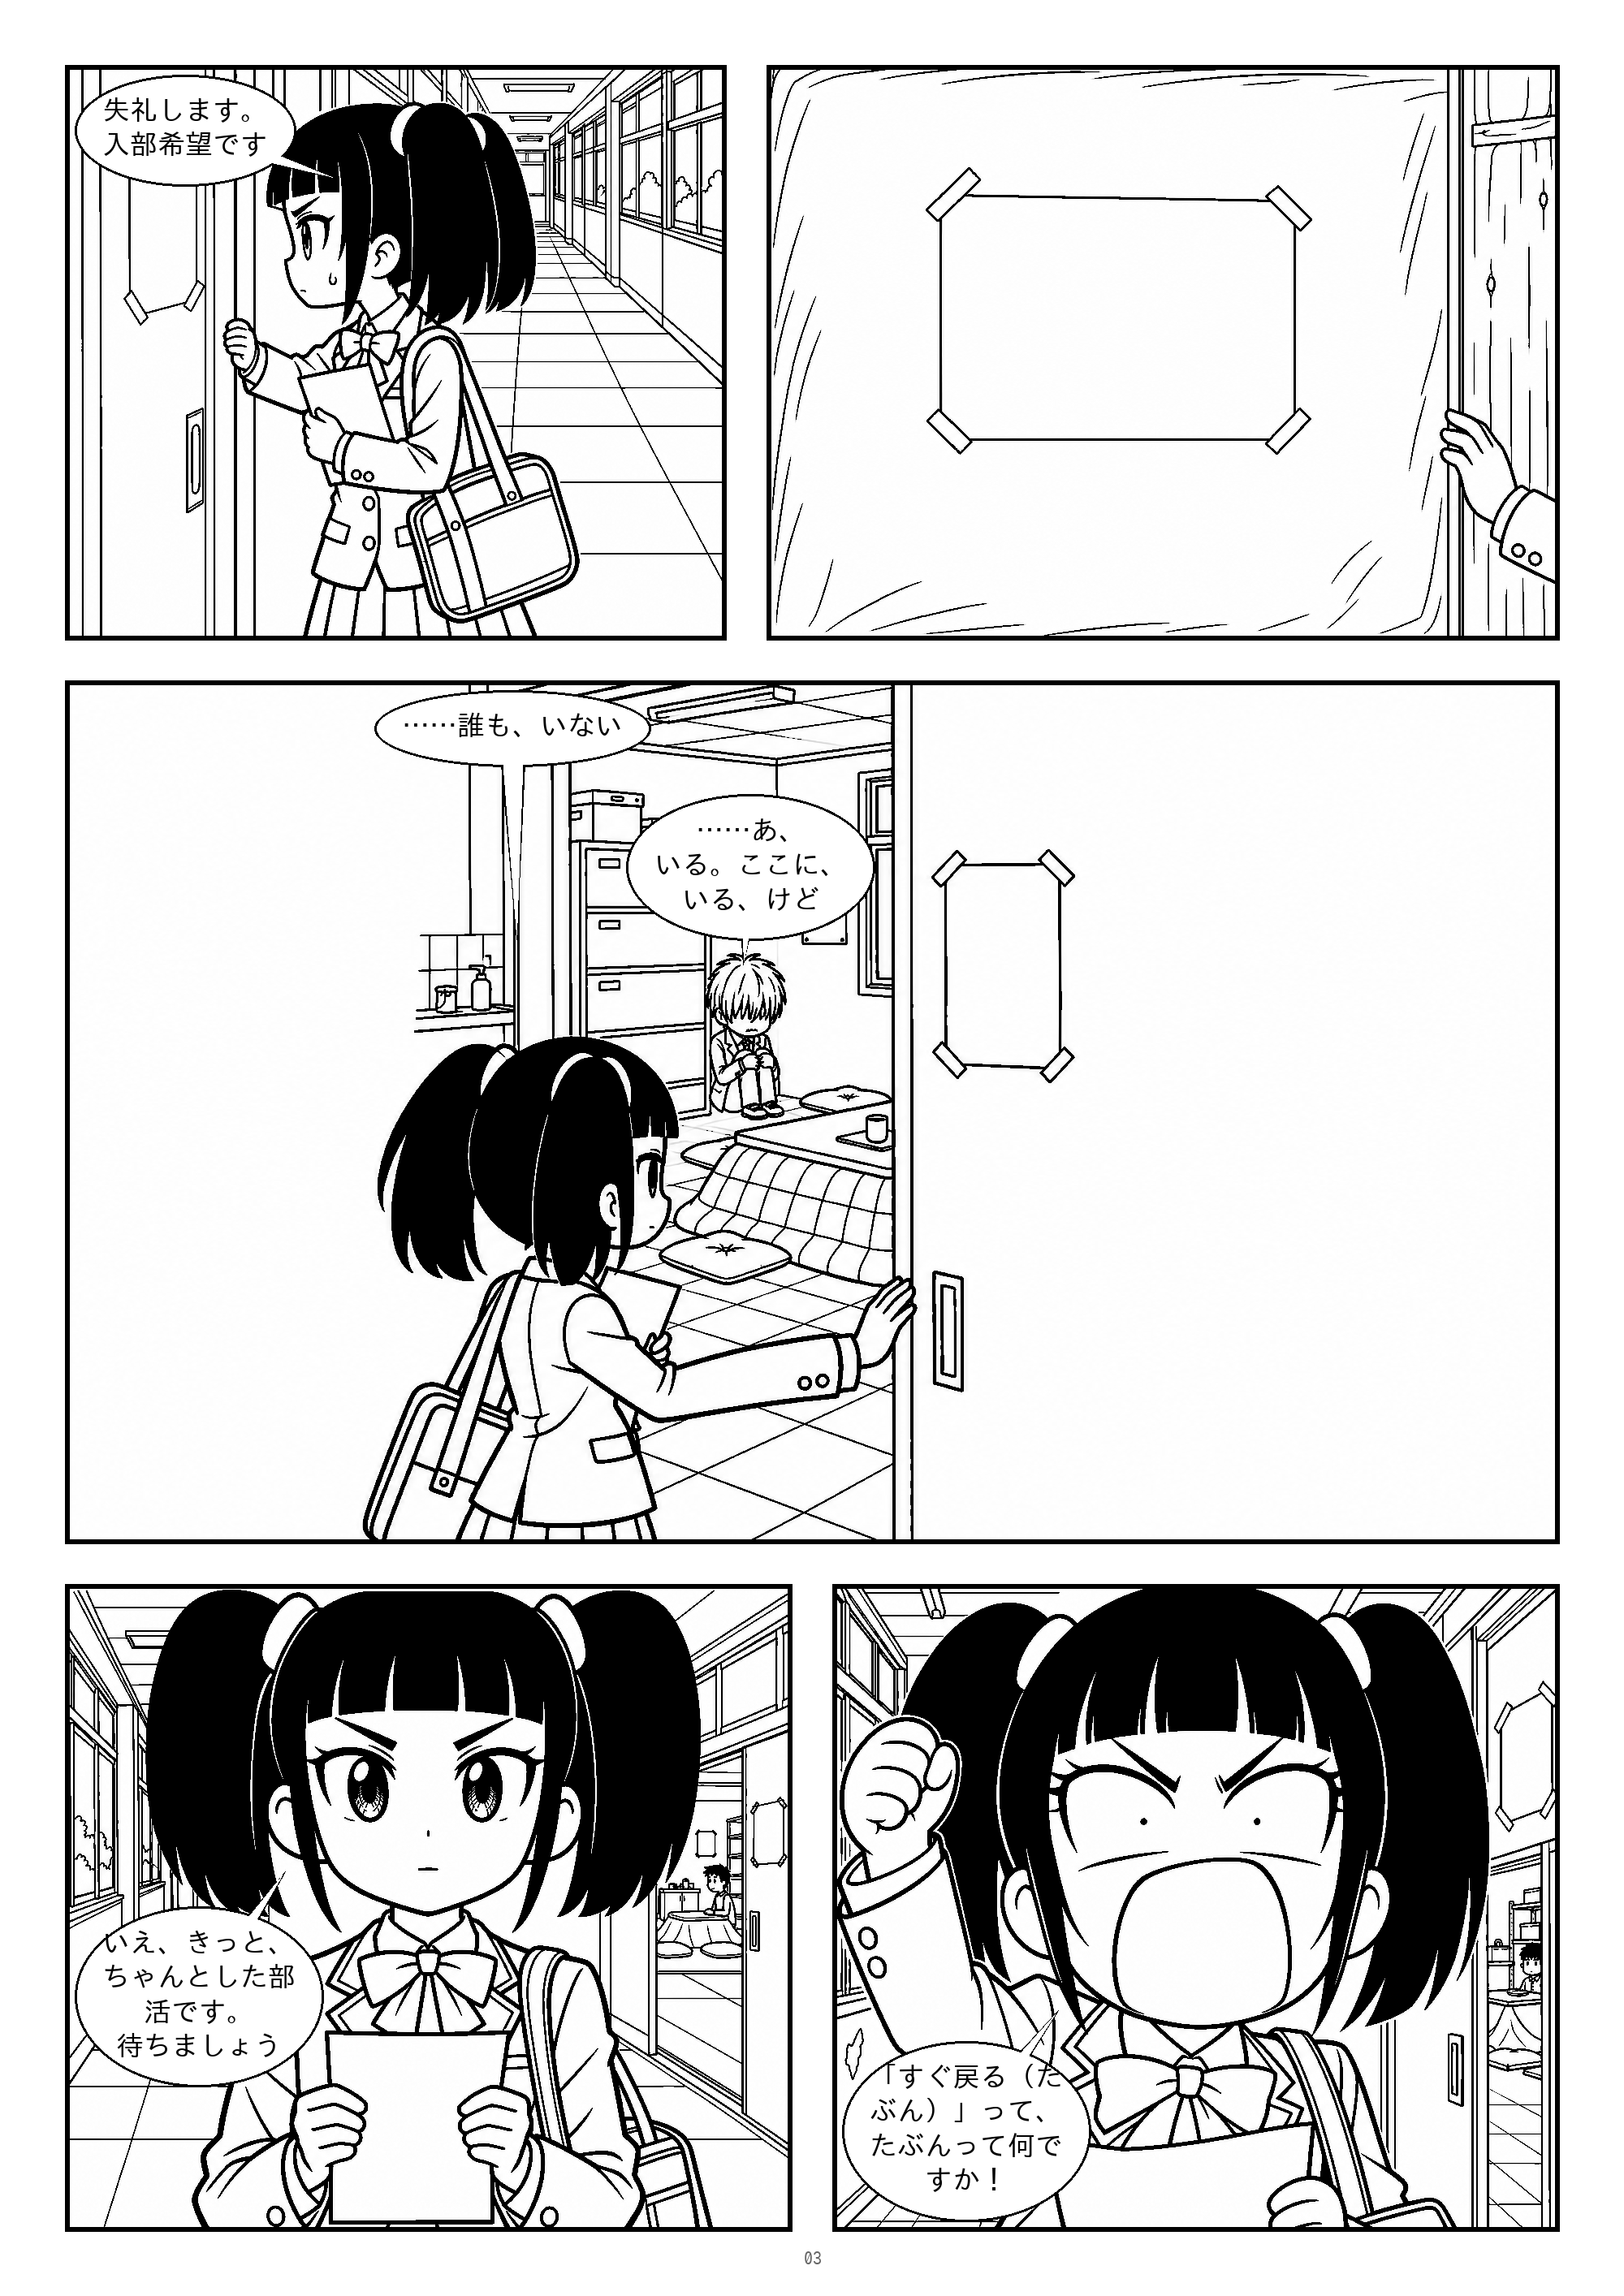 失礼します。
入部希望です
……誰も、いない
……あ、
いる。ここに、
いる、けど
いえ、きっと、
ちゃんとした部
活です。
待ちましょう
「すぐ戻る（た
ぶん）」って、
たぶんって何で
すか！
03